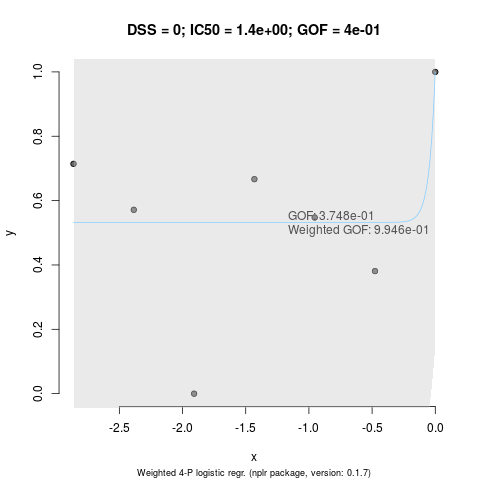 DSS = 0; IC50 = 1.4e+00; GOF = 4e-01
1.0
0.8
0.6
0.4
0.2
0.0
y
GOF: 3.748e-01
Weighted GOF: 9.946e-01
-2.5 -2.0 -1.5 -1.0 -0.5 0.0
x
Weighted 4-P logistic regr. (nplr package, version: 0.1.7)